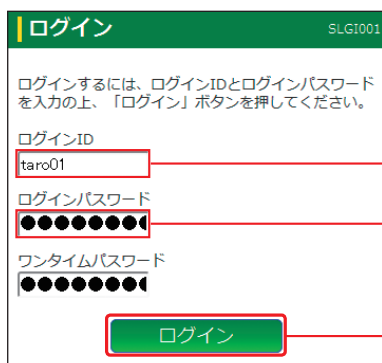 ログイン
SLGI001
ログインするには、ログインIDとログインパスワード
を入力の上、「ログイン」ボタンを押してください。
ログインID
taro01
ログインパスワード
●●●●●●●●
ワンタイムパスワード
●●●●●●●●
ログイン